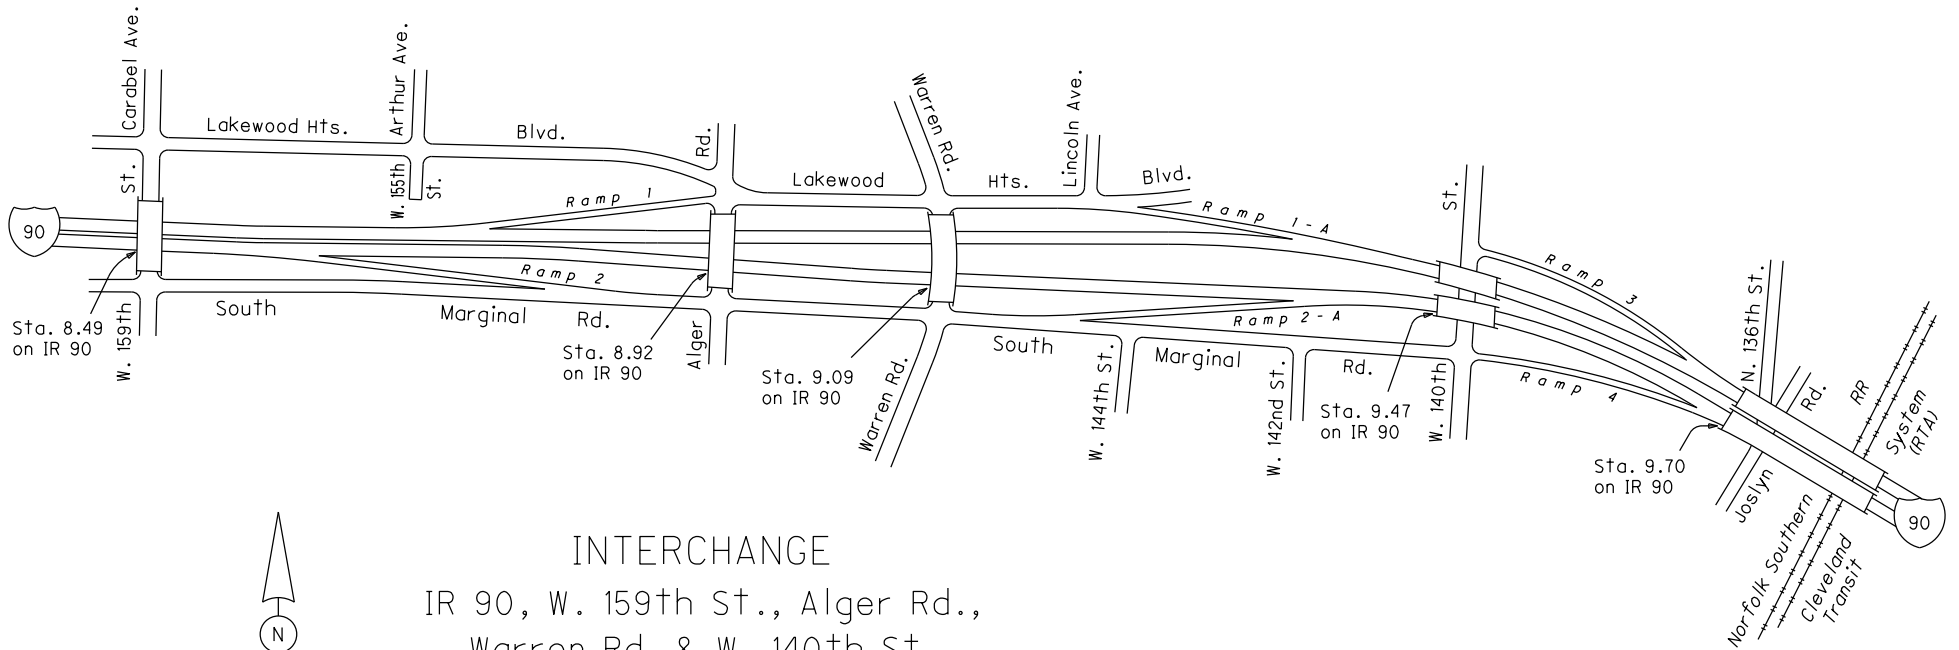 Carabel Ave.
Arthur Ave.
Lakewood Hts.
Blvd.
Rd.
Warren Rd.
Lincoln Ave.
St.
W. 155th
St.
Ramp 1
Lakewood
Hts.
Blvd.
Ramp 1-A
St.
Ramp 3
N. 136th St.
90
Ramp 2
Ramp 2-A
South
Marginal
Rd.
South
Marginal
Rd.
Ramp 4
Rd.
RR
System
(RTA)
Sta. 8.49
on IR 90
W. 159th
Sta. 8.92
on IR 90
Alger
Sta. 9.09
on IR 90
Warren Rd.
W. 144th St.
W. 142nd St.
Sta. 9.47
on IR 90
W. 140th
Sta. 9.70
on IR 90
Joslyn
Norfolk Southern
Cleveland
Transit
90
INTERCHANGE
IR 90, W. 159th St., Alger Rd.,
Warren Rd. & W. 140th St.
N